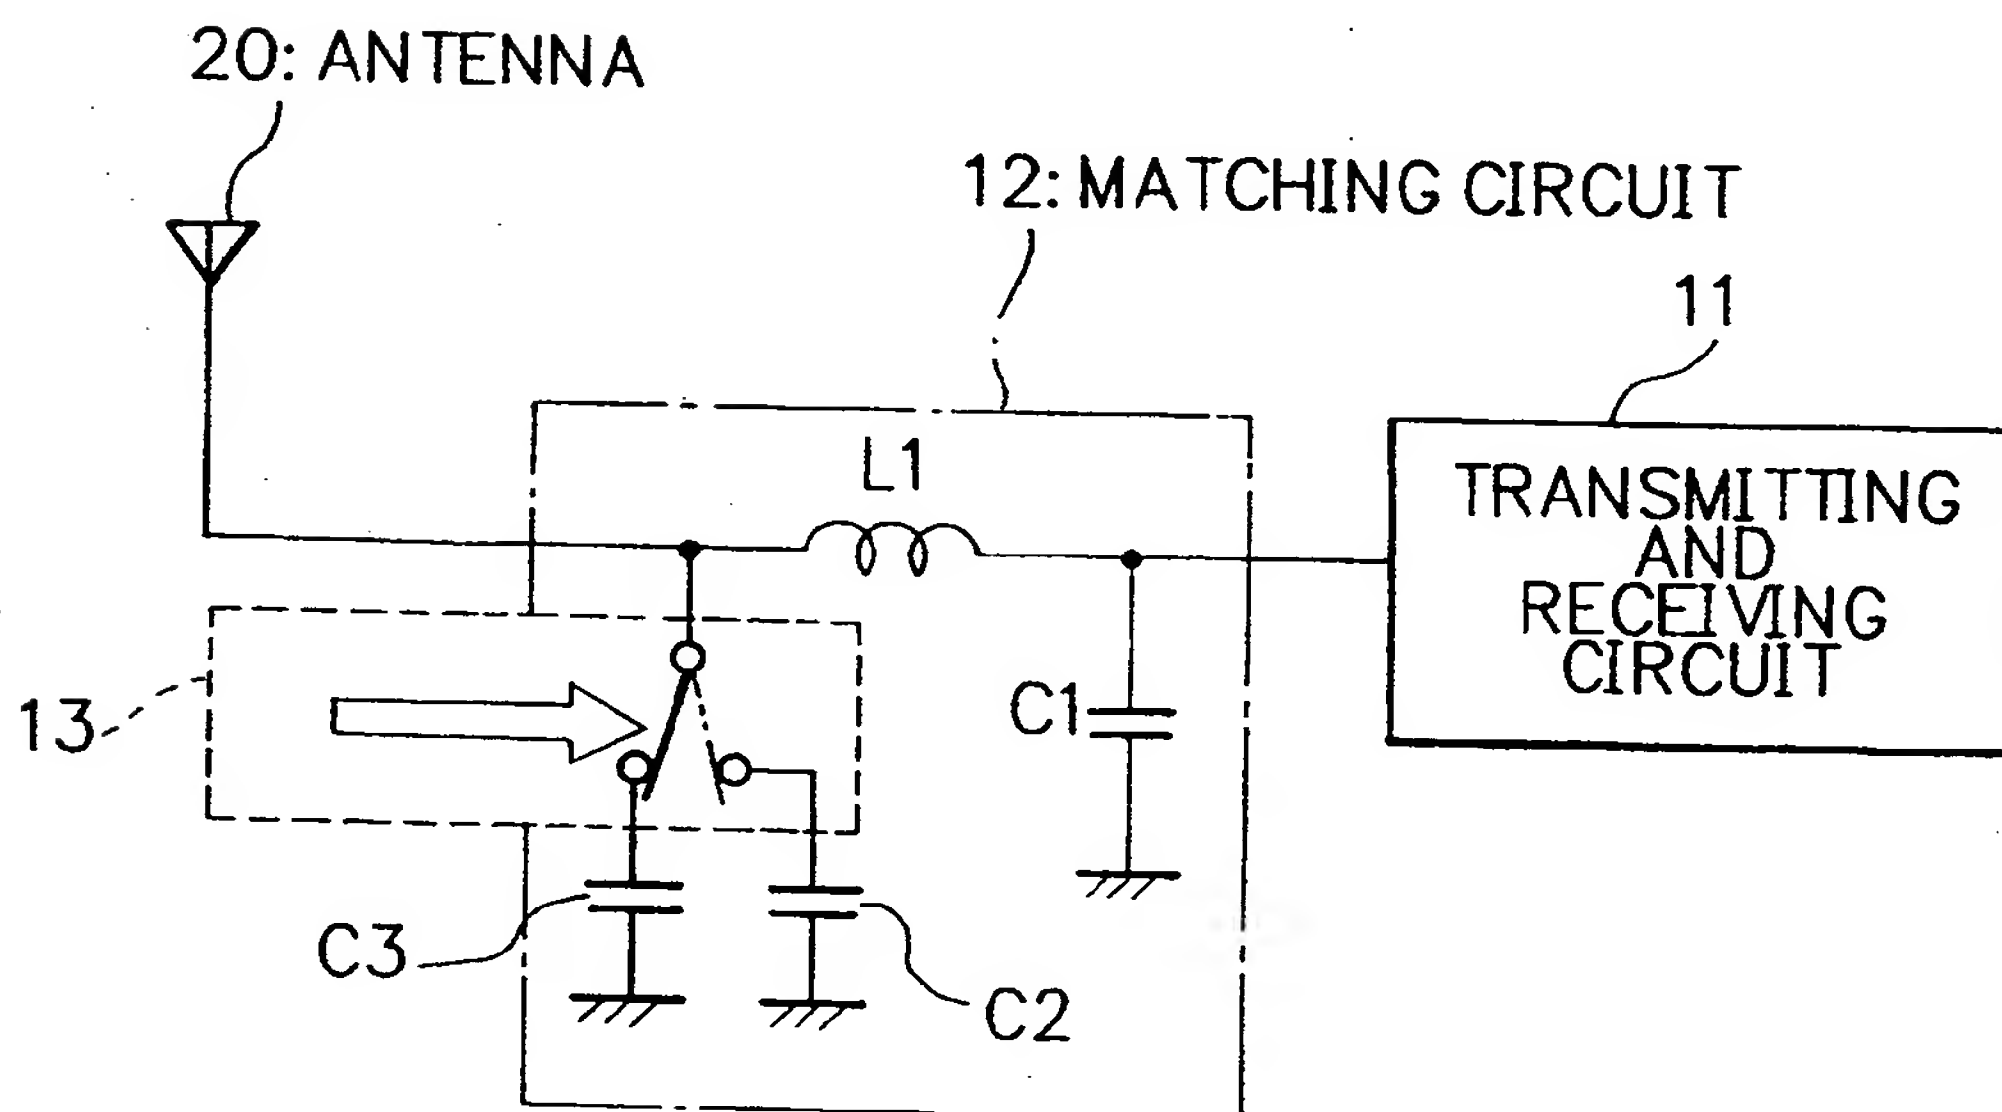 20: ANTENNA
12: MATCHING CIRCUIT
11
L1
TRANSMITTING
AND
RECEIVING
CIRCUIT
13
C1
C3
C2